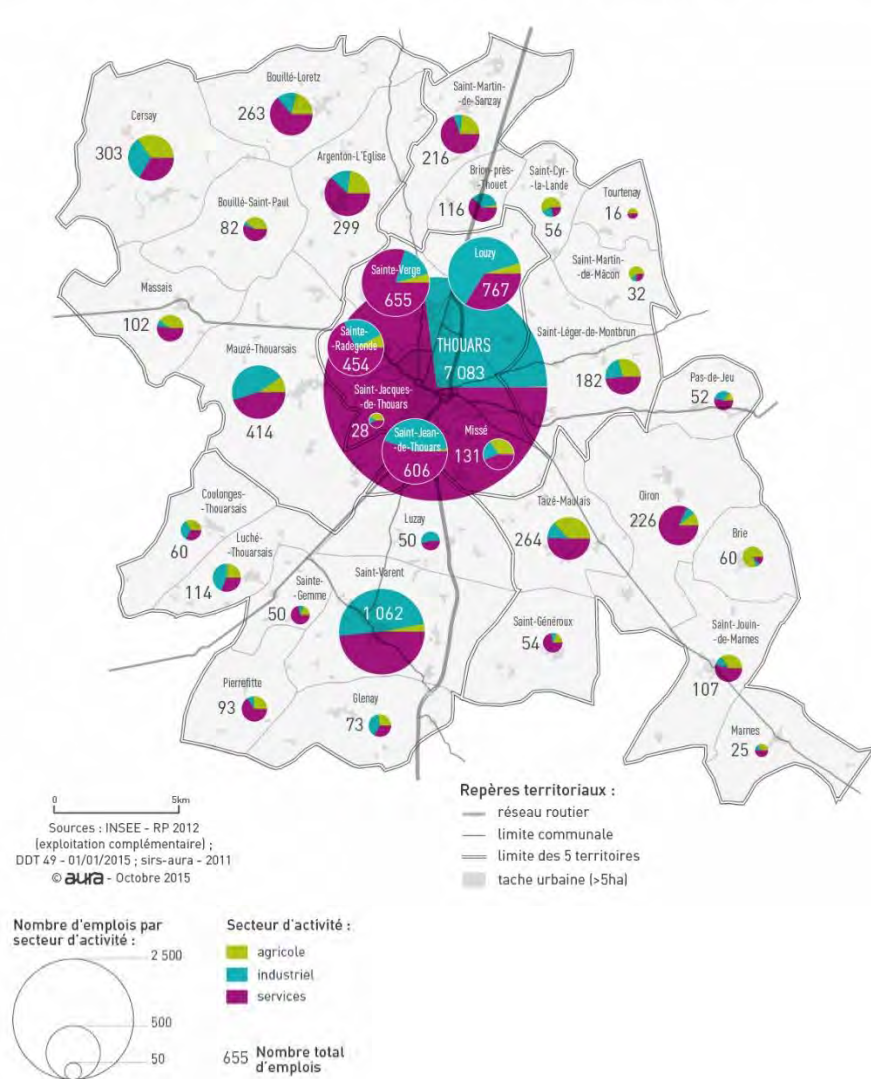 Bouillé-Loretz
263
Cersay
303
Saint-Martin-
-de-Sanzay
216
Argenton-L'Eglise
299
Brion-près-
-Thouet
116
Saint-Cyr-
-la-Lande
56
Tourtenay
16
Bouillé-Saint-Paul
82
Saint-Martin-
-de-Mâcon
32
Sainte-Verge
655
Louzy
767
Massais
102
Sainte-
-Radegonde
454
THOUARS
7 083
Saint-Léger-de-Montbrun
182
Mauzé-Thouarsais
414
Pas-de-Jeu
52
Saint-Jacques-
-de-Thouars
28
Saint-Jean-
-de-Thouars
606
Missé
131
Coulonges-
-Thouarsais
60
Luzay
50
Taizé-Maulais
264
Oiron
226
Brie
60
Luché-
-Thouarsais
114
Sainte-
-Gemme
50
Saint-Varent
1 062
Saint-Généroux
54
Saint-Jouin-
-de-Marnes
107
Pierrefitte
93
Glenay
73
Marnes
25
0 5km
Sources : INSEE - RP 2012
(exploitation complémentaire) ;
DDT 49 - 01/01/2015 ; sirs-aura - 2011
© aura - Octobre 2015
Repères territoriaux :
réseau routier
limite communale
limite des 5 territoires
tache urbaine (>5ha)
Nombre d'emplois par
secteur d'activité :
2 500
500
50
Secteur d'activité :
agricole
industriel
services
655 Nombre total
d'emplois